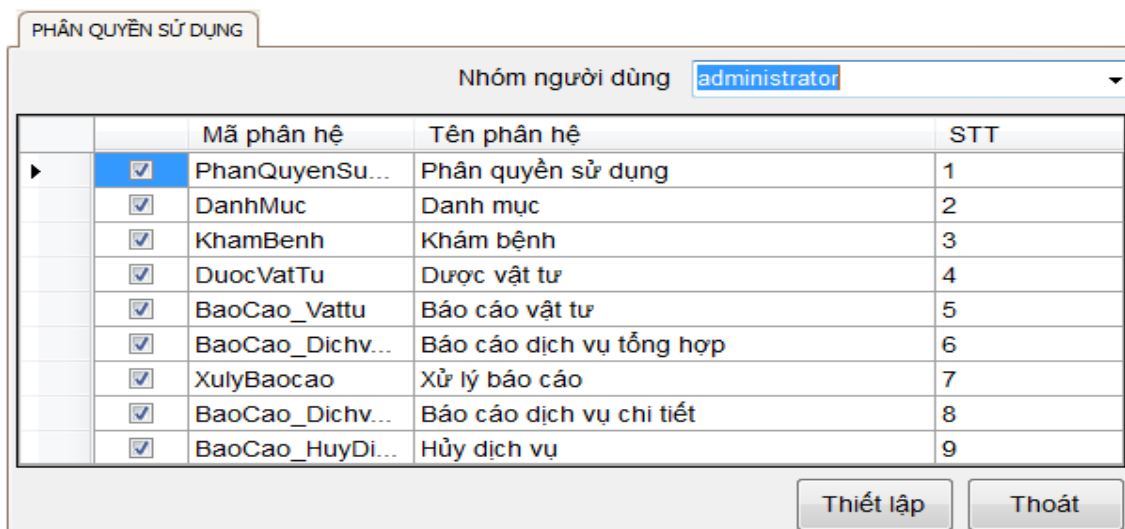 PHÂN QUYỀN SỬ DỤNG
Nhóm người dùng administrator
Mã phân hệ Tên phân hệ STT
PhanQuyenSu... Phân quyền sử dụng 1
DanhMuc Danh mục 2
KhamBenh Khám bệnh 3
DuocVatTu Dược vật tư 4
BaoCao_Vattu Báo cáo vật tư 5
BaoCao_Dichv... Báo cáo dịch vụ tổng hợp 6
XulyBaocao Xử lý báo cáo 7
BaoCao_Dichv... Báo cáo dịch vụ chi tiết 8
BaoCao_HuyDi... Hủy dịch vụ 9
Thiết lập Thoát